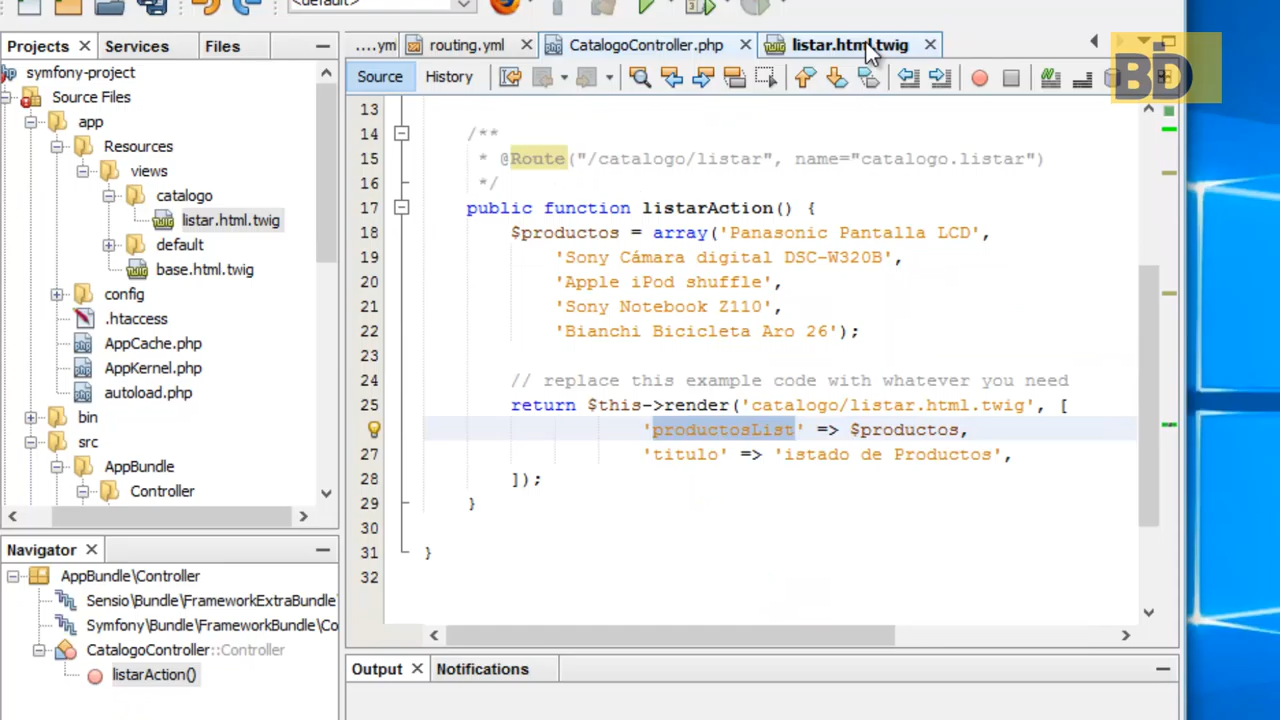 <default>
Projects
Services
Files
....ym
routing.yml
CatalogoController.php
listar.html.twig
Source
History
BD
symfony-project
Source Files
app
Resources
views
catalogo
listar.html.twig
default
base.html.twig
config
.htaccess
AppCache.php
AppKernel.php
autoload.php
bin
src
AppBundle
Controller
13
14 /**
15 * @Route("/catalogo/listar", name="catalogo.listar")
16 */
17 public function listarAction() {
18 $productos = array('Panasonic Pantalla LCD',
19 'Sony Cámara digital DSC-W320B',
20 'Apple iPod shuffle',
21 'Sony Notebook Z110',
22 'Bianchi Bicicleta Aro 26');
23
24 // replace this example code with whatever you need
25 return $this->render('catalogo/listar.html.twig', [
'productosList' => $productos,
27 'titulo' => 'istado de Productos',
28 ]);
29 }
30
31 }
32
Navigator
AppBundle\Controller
Sensio\Bundle\FrameworkExtraBundle
Symfony\Bundle\FrameworkBundle\Co
CatalogoController::Controller
listarAction()
Output
Notifications